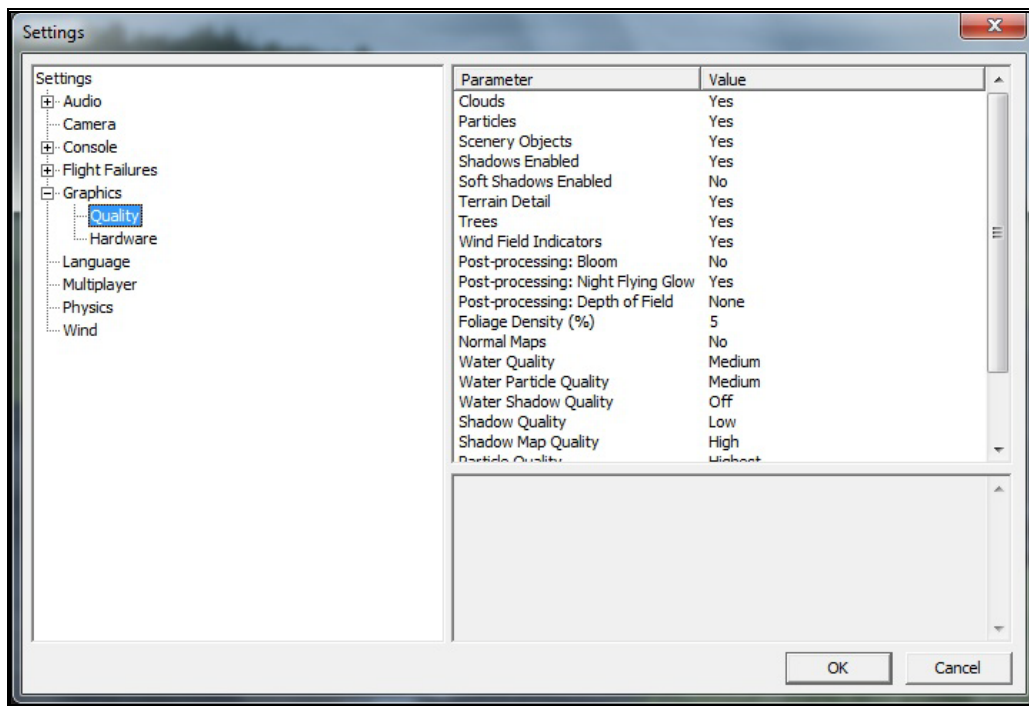 Settings
Settings
Audio
Camera
Console
Flight Failures
Graphics
Quality
Hardware
Language
Multiplayer
Physics
Wind
Parameter Value
Clouds Yes
Particles Yes
Scenery Objects Yes
Shadows Enabled Yes
Soft Shadows Enabled No
Terrain Detail Yes
Trees Yes
Wind Field Indicators Yes
Post-processing: Bloom No
Post-processing: Night Flying Glow Yes
Post-processing: Depth of Field None
Foliage Density (%) 5
Normal Maps No
Water Quality Medium
Water Particle Quality Medium
Water Shadow Quality Off
Shadow Quality Low
Shadow Map Quality High
Particle Quality Highest
OK Cancel